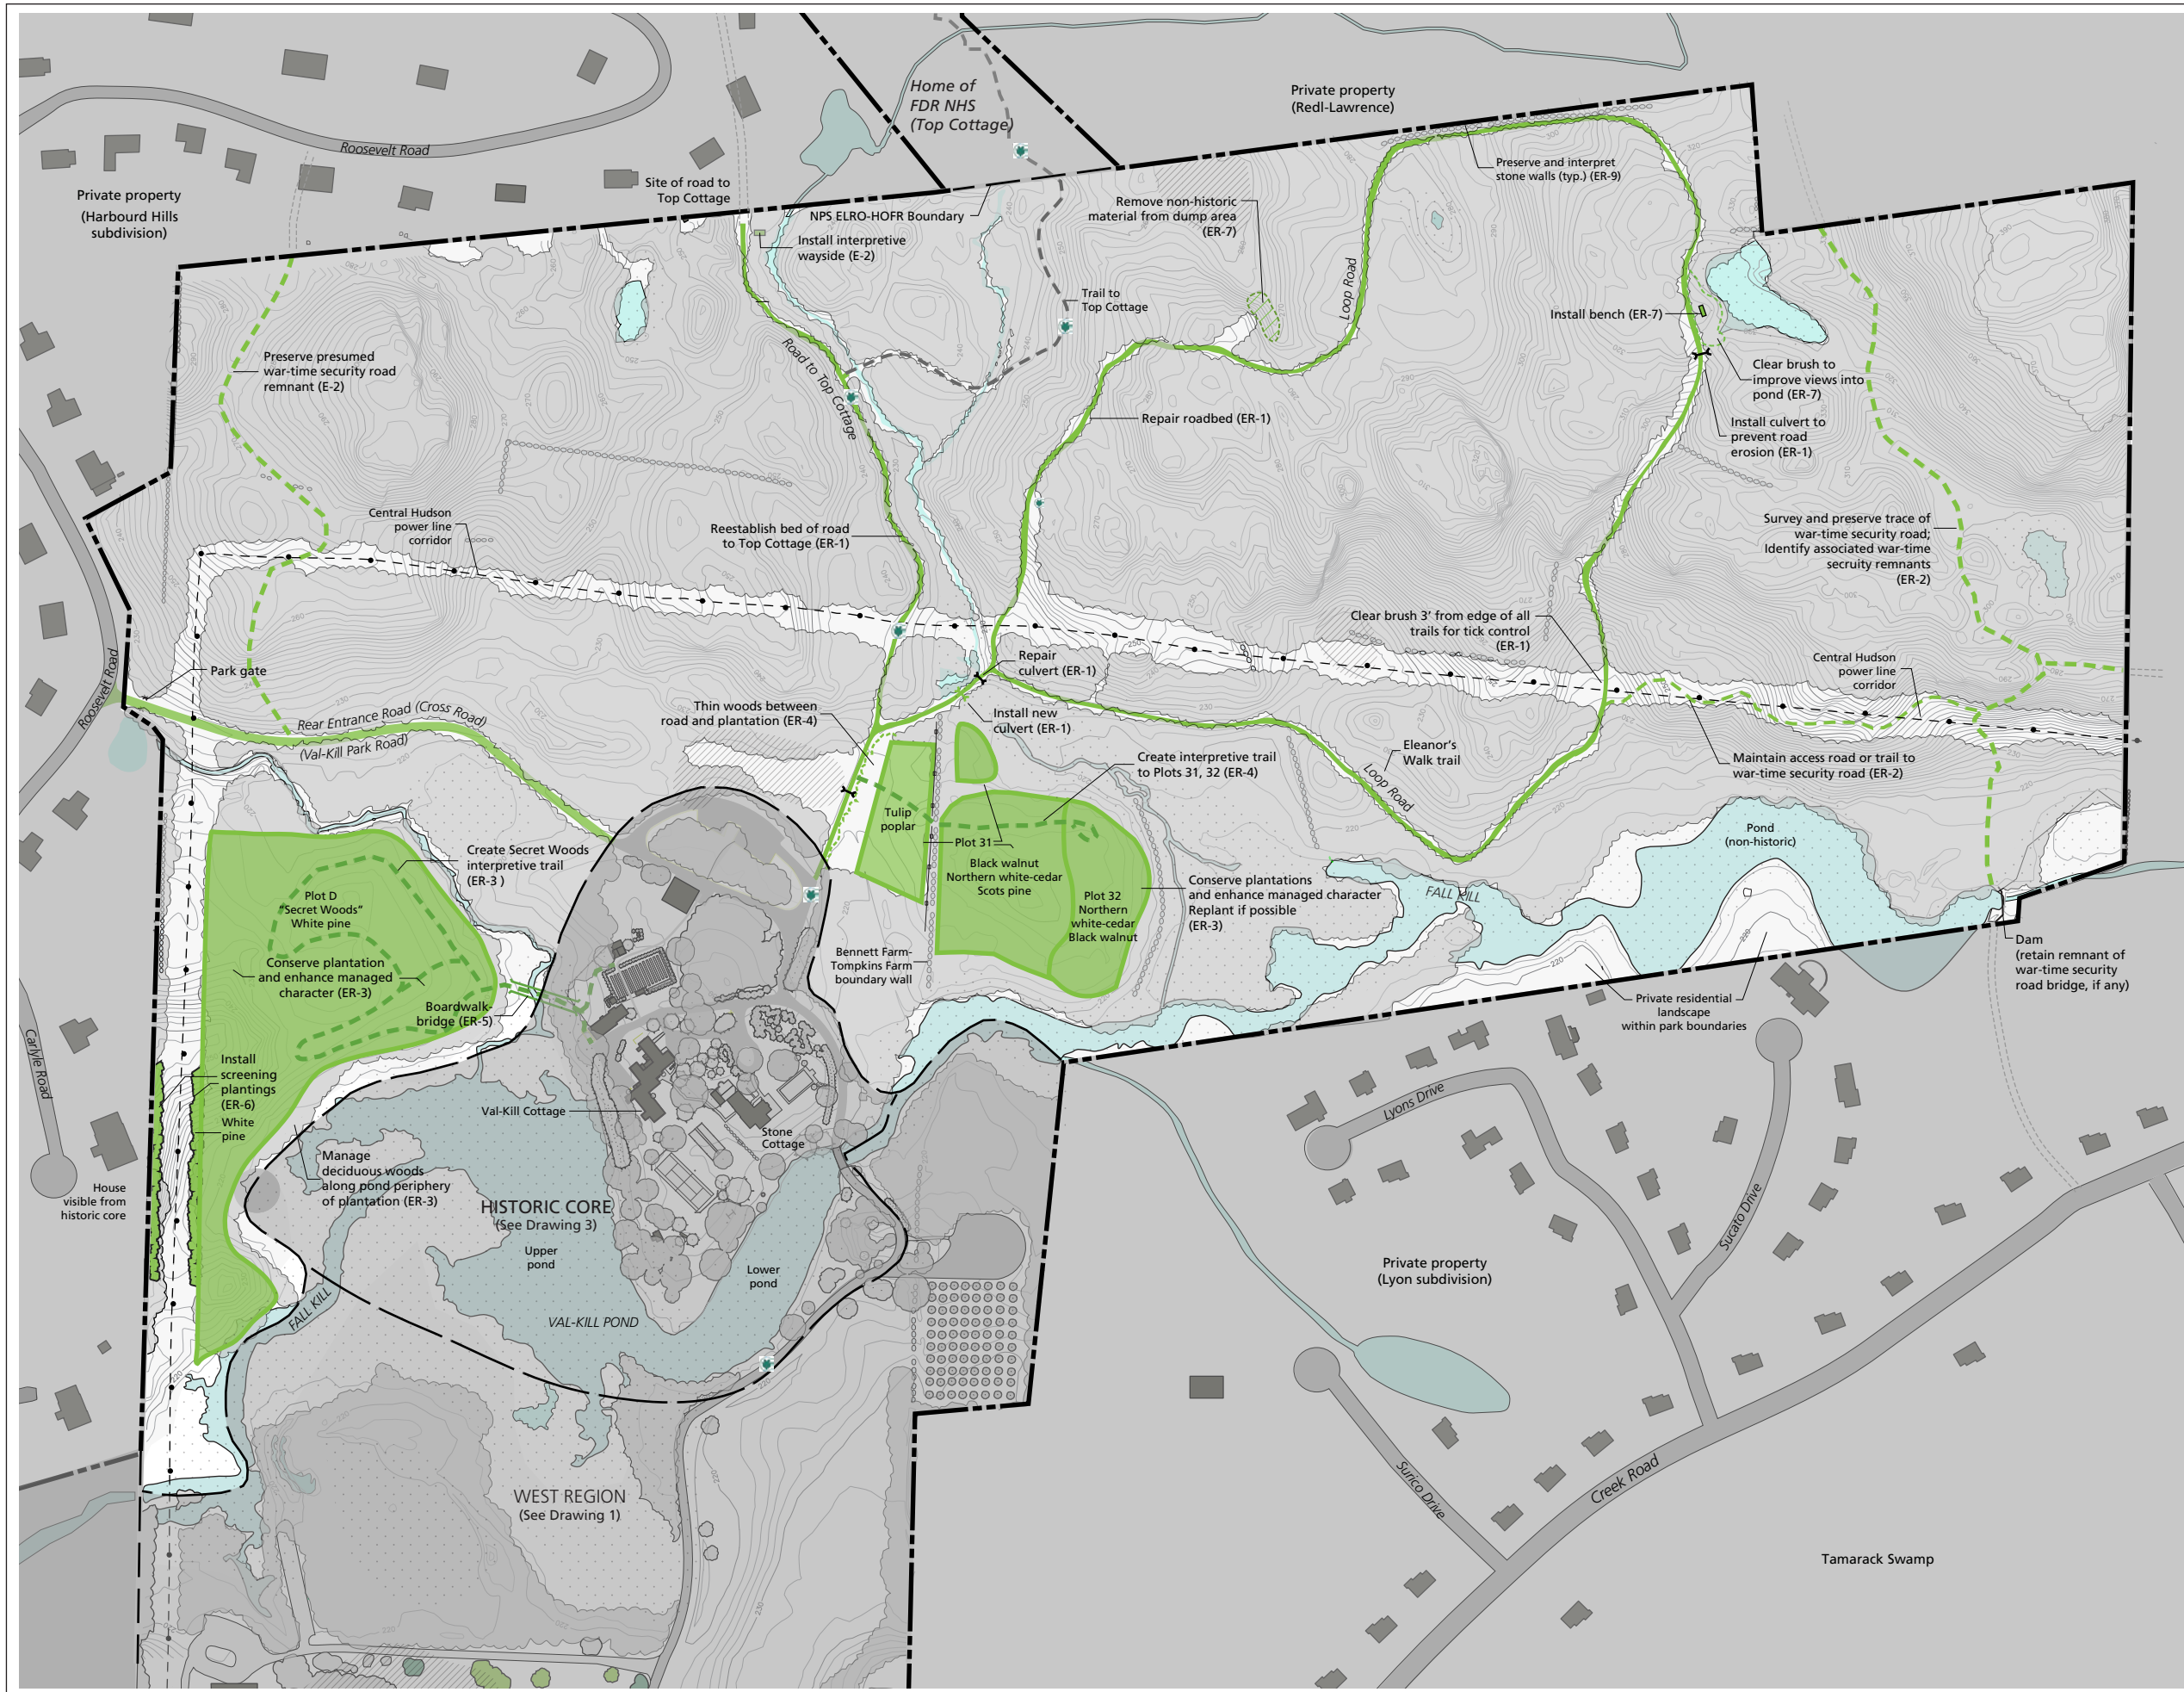 Home of
FDR NHS
(Top Cottage)
Private property
(Redl-Lawrence)
Roosevelt Road
Private property
(Harbourd Hills
subdivision)
Site of road to
Top Cottage
NPS ELRO-HOFR Boundary
Install interpretive
wayside (E-2)
Remove non-historic
material from dump area
(ER-7)
Preserve and interpret
stone walls (typ.) (ER-9)
Trail to
Top Cottage
Loop Road
Install bench (ER-7)
Preserve presumed
war-time security road
remnant (E-2)
Road to Top Cottage
Clear brush to
improve views into
pond (ER-7)
Repair roadbed (ER-1)
Install culvert to
prevent road
erosion (ER-1)
Central Hudson
power line
corridor
Reestablish bed of road
to Top Cottage (ER-1)
Survey and preserve trace of
war-time security road;
Identify associated war-time
secruity remnants
(ER-2)
Clear brush 3' from edge of all
trails for tick control
(ER-1)
Park gate
Repair
culvert (ER-1)
Central Hudson
power line
corridor
Roosevelt Road
Rear Entrance Road (Cross Road)
(Val-Kill Park Road)
Thin woods between
road and plantation (ER-4)
Install new
culvert (ER-1)
Create interpretive trail
to Plots 31, 32 (ER-4)
Eleanor's
Walk trail
Loop Road
Maintain access road or trail to
war-time security road (ER-2)
Tulip
poplar
Plot 31
Black walnut
Northern white-cedar
Scots pine
Pond
(non-historic)
Create Secret Woods
interpretive trail
(ER-3 )
Plot D
"Secret Woods"
White pine
Plot 32
Northern
white-cedar
Black walnut
Conserve plantations
and enhance managed character
Replant if possible
(ER-3)
FALL KILL
Conserve plantation
and enhance managed
character (ER-3)
Bennett Farm-
Tompkins Farm
boundary wall
Dam
(retain remnant of
war-time security
road bridge, if any)
Boardwalk-
bridge (ER-5)
Private residential
landscape
within park boundaries
Carlyle Road
Install
screening
plantings
(ER-6)
White
pine
Val-Kill Cottage
Stone
Cottage
Lyons Drive
Manage
deciduous woods
along pond periphery
of plantation (ER-3)
House
visible from
historic core
HISTORIC CORE
(See Drawing 3)
Upper
pond
Lower
pond
Sucato Drive
Private property
(Lyon subdivision)
FALL KILL
VAL-KILL POND
WEST REGION
(See Drawing 1)
Surico Drive
Creek Road
Tamarack Swamp